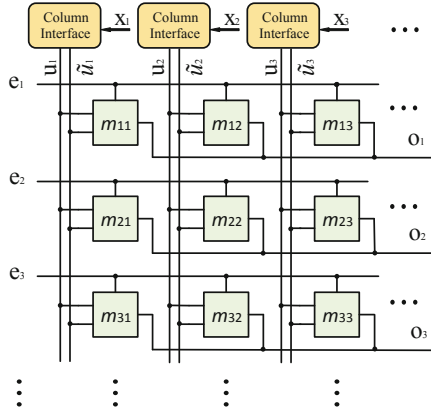 Column Interface x₁ Column Interface x₂ Column Interface x₃ ...
u₁ ũ₁ u₂ ũ₂ u₃ ũ₃
e₁
m₁₁ m₁₂ m₁₃ ...
o₁
e₂
m₂₁ m₂₂ m₂₃ ...
o₂
e₃
m₃₁ m₃₂ m₃₃ ...
o₃